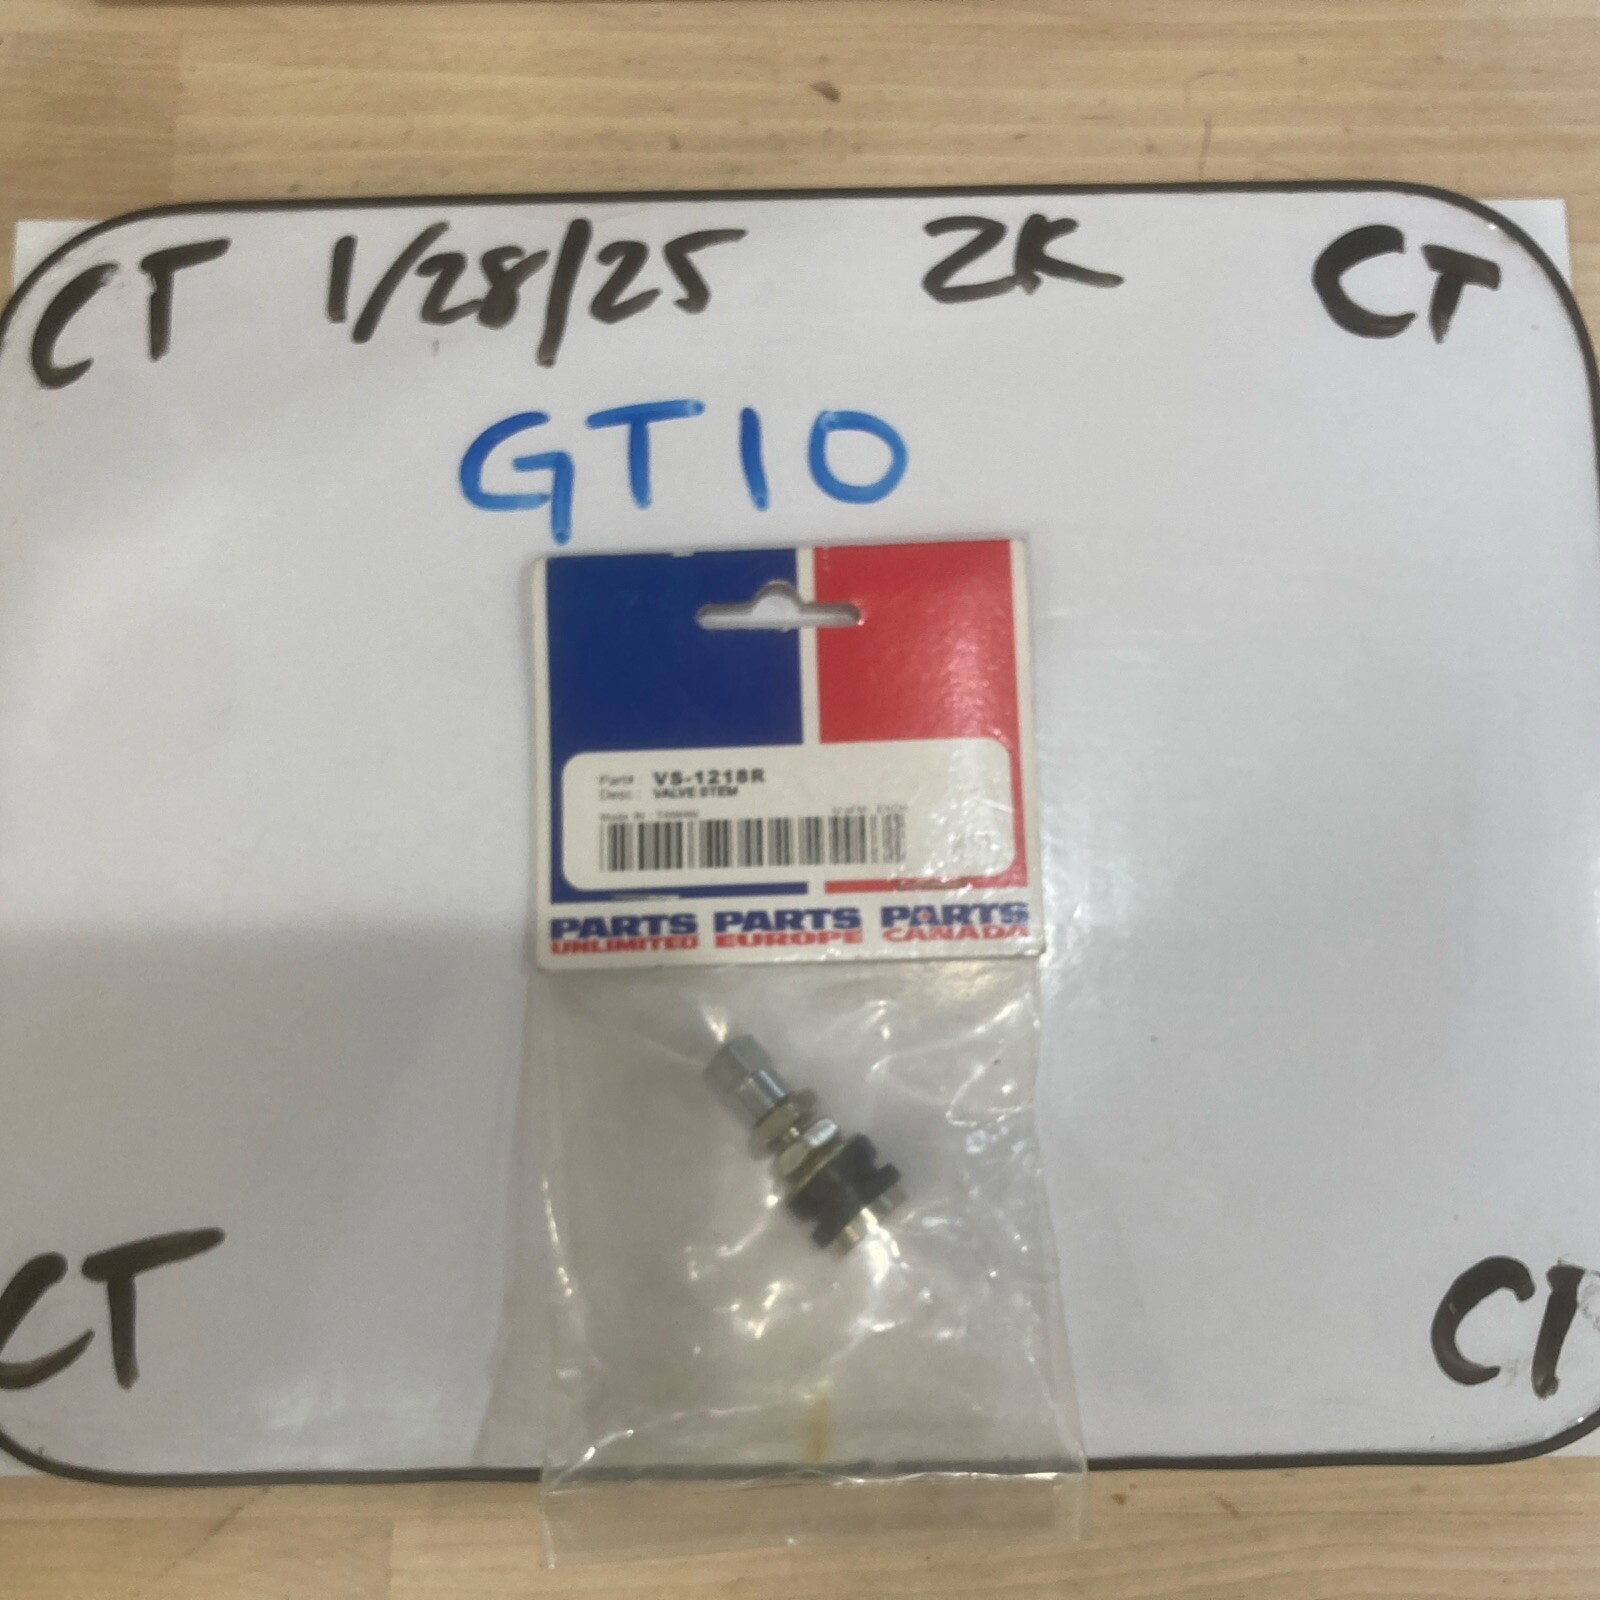 CT 1/28/25 ZK CT
GT10
Part# : VS-1218R
Desc : VALVE STEM
PARTS PARTS PARTS
UNLIMITED EUROPE CANADA
CT CT